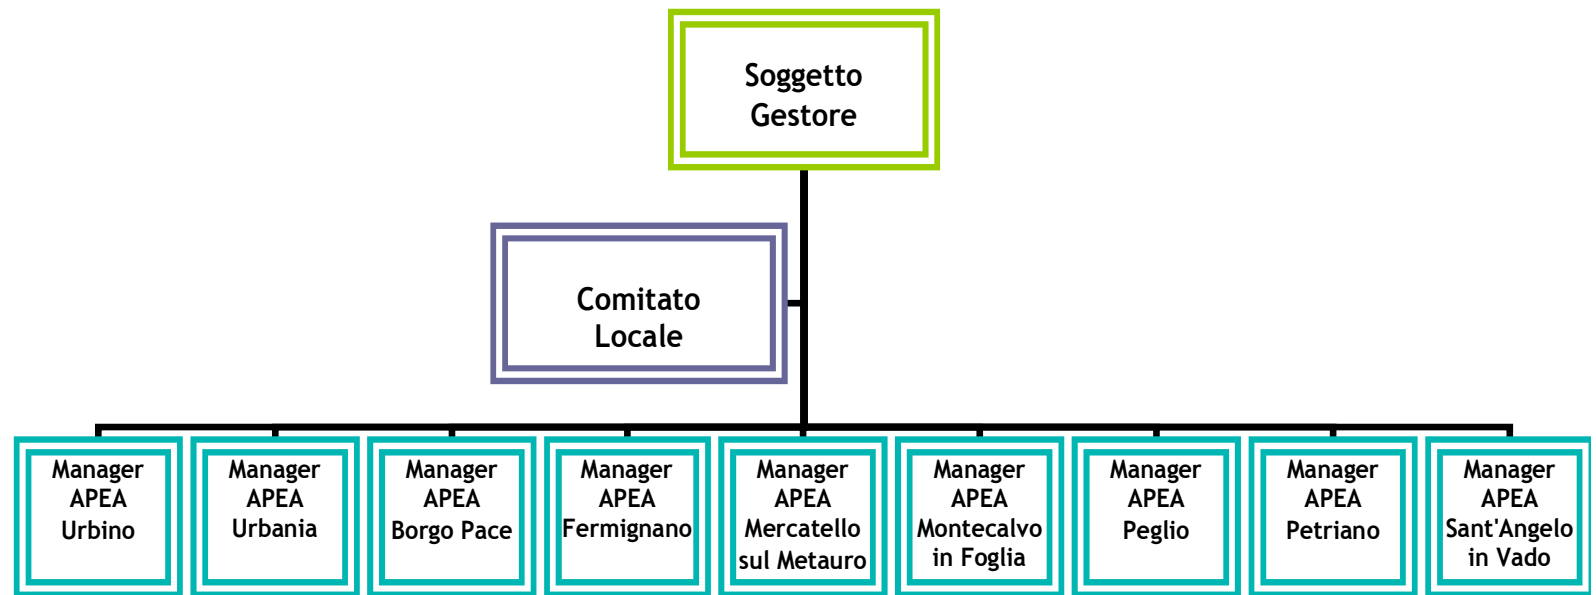 Soggetto
Gestore
Comitato
Locale
Manager
APEA
Urbino
Manager
APEA
Urbania
Manager
APEA
Borgo Pace
Manager
APEA
Fermignano
Manager
APEA
Mercatello
sul Metauro
Manager
APEA
Montecalvo
in Foglia
Manager
APEA
Peglio
Manager
APEA
Petriano
Manager
APEA
Sant'Angelo
in Vado